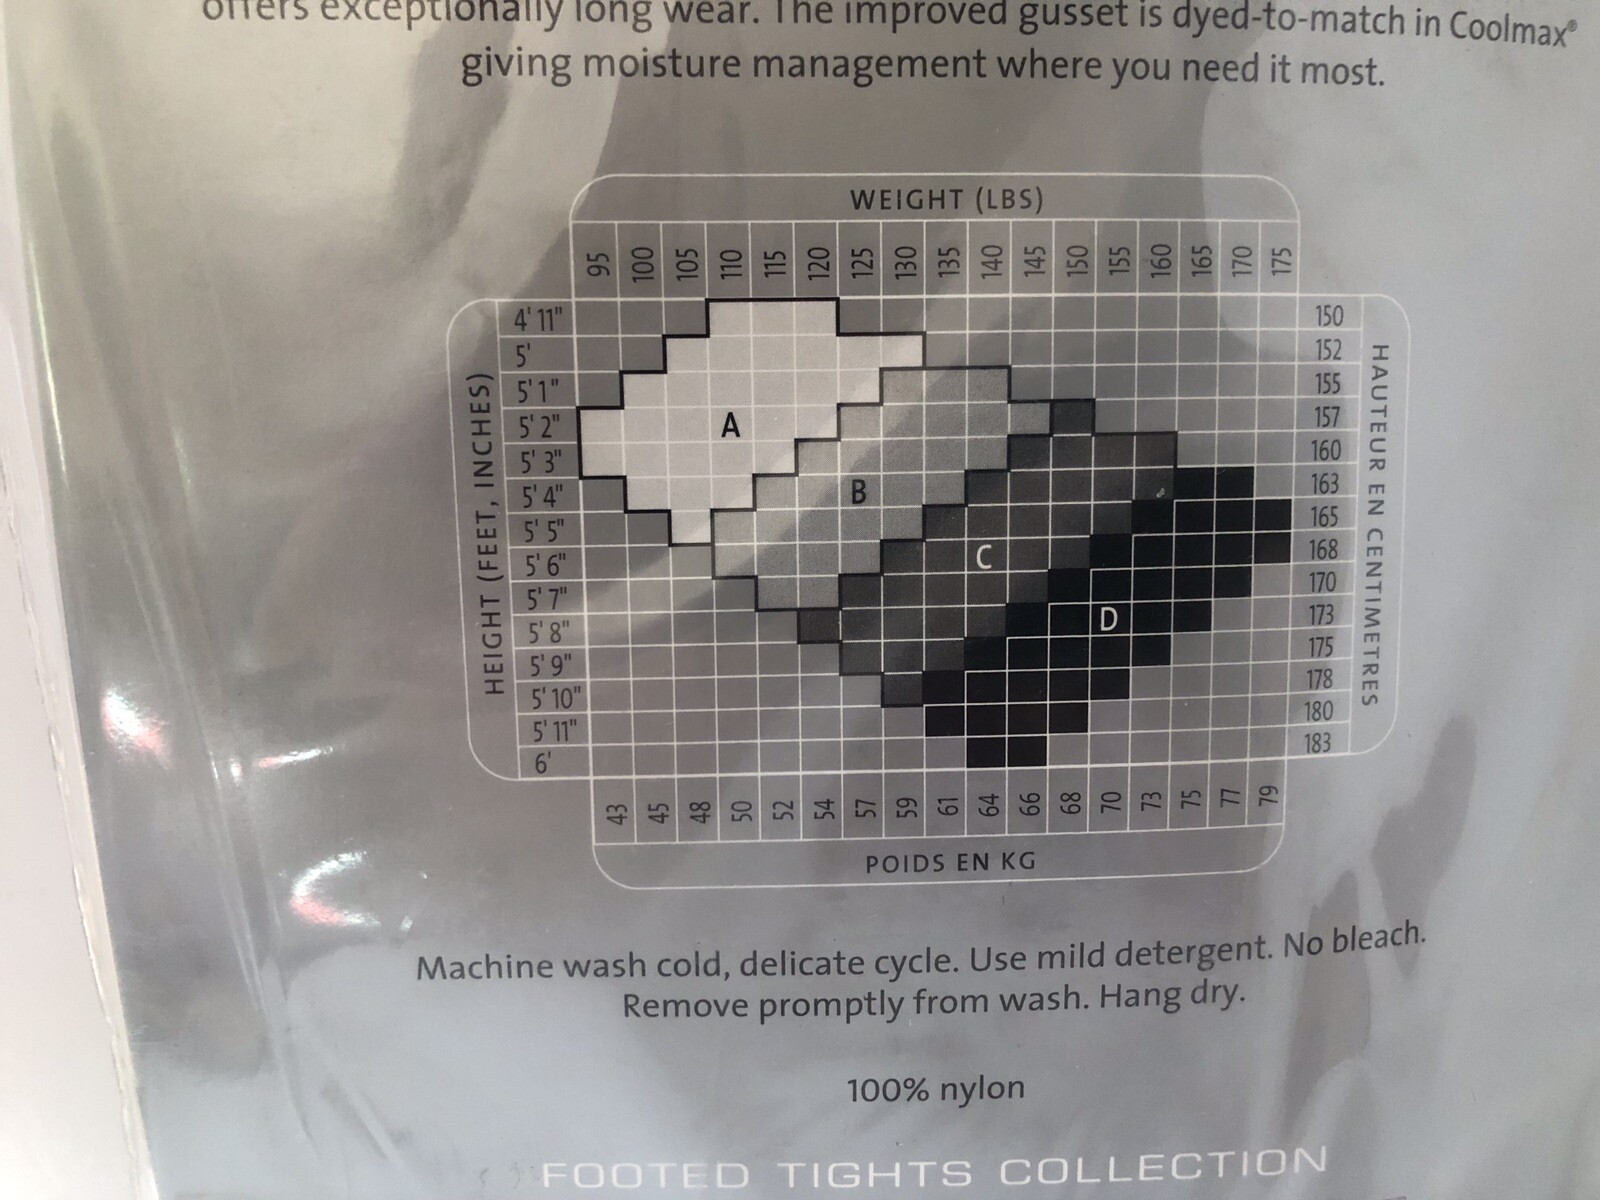 offers exceptionally long wear. The improved gusset is dyed-to-match in Coolmax®
giving moisture management where you need it most.
WEIGHT (LBS)
95 100 105 110 115 120 125 130 135 140 145 150 155 160 165 170 175
HEIGHT (FEET, INCHES)
HAUTEUR EN CENTIMETRES
4' 11" 150
5' 152
5' 1" 155
5' 2" A 157
5' 3" 160
5' 4" B 163
5' 5" 165
5' 6" C 168
5' 7" 170
5' 8" D 173
5' 9" 175
5' 10" 178
5' 11" 180
6' 183
43 45 48 50 52 54 57 59 61 64 66 68 70 73 75 77 79
POIDS EN KG
Machine wash cold, delicate cycle. Use mild detergent. No bleach.
Remove promptly from wash. Hang dry.
100% nylon
FOOTED TIGHTS COLLECTION